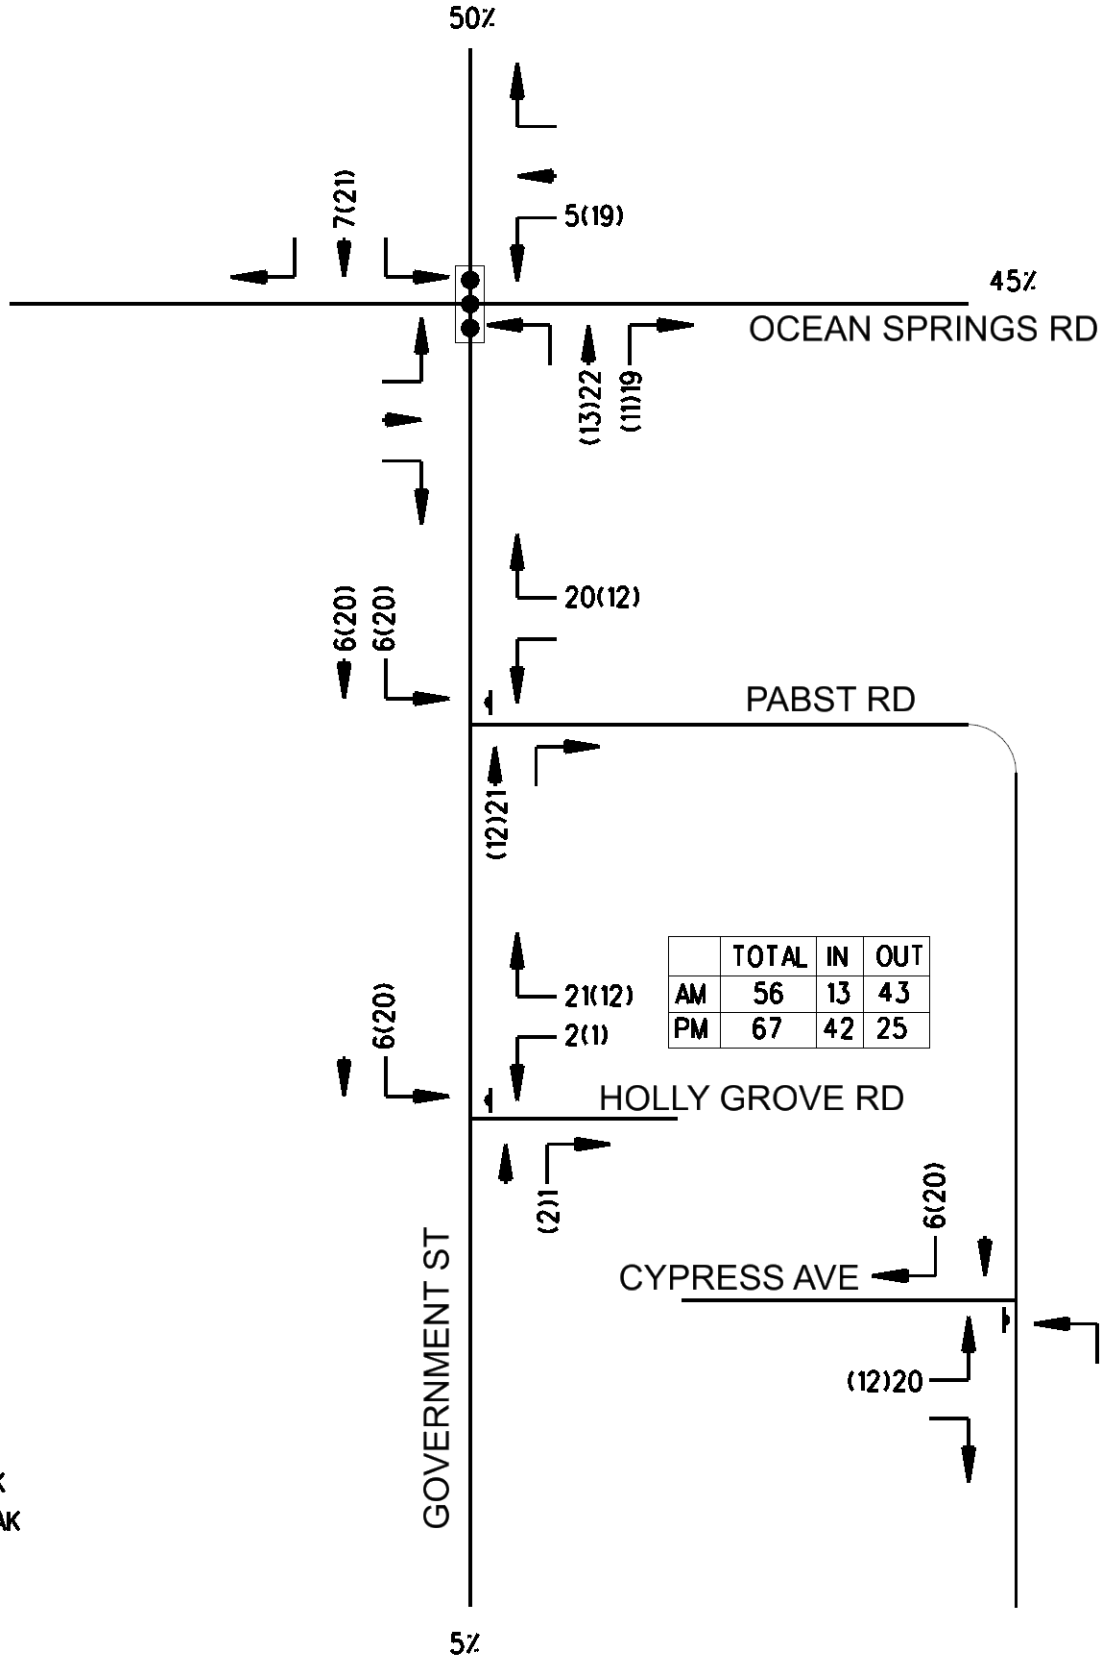 50%
7(21)
5(19)
45%
OCEAN SPRINGS RD
(13)22
(11)19
20(12)
6(20)
6(20)
PABST RD
(12)21
TOTAL IN OUT
AM 56 13 43
PM 67 42 25
21(12)
2(1)
6(20)
HOLLY GROVE RD
(2)1
6(20)
CYPRESS AVE
(12)20
GOVERNMENT ST
K
AK
5%